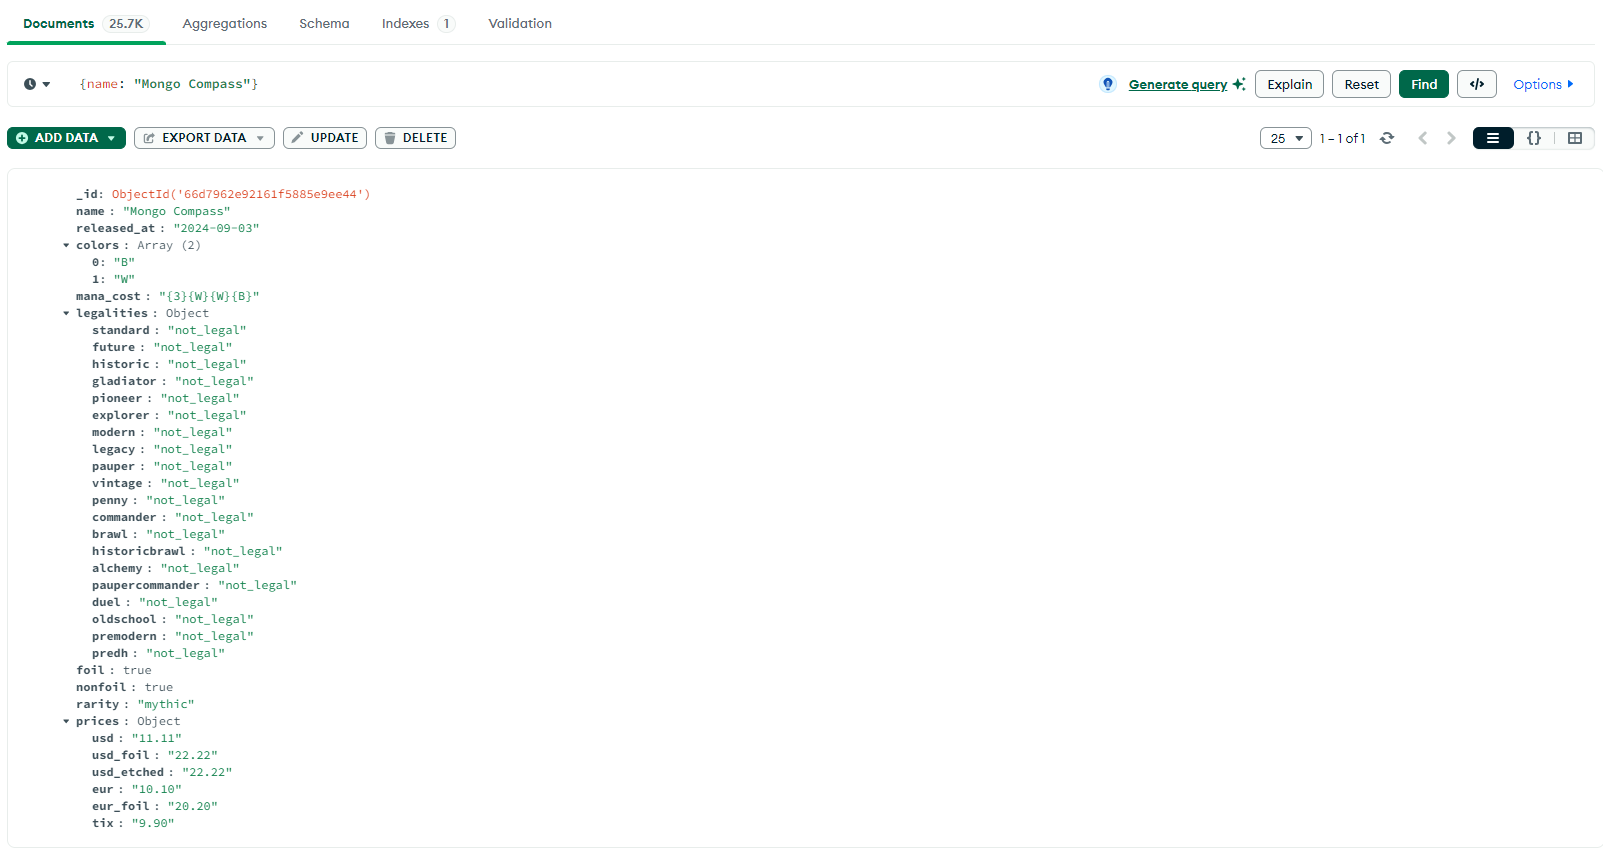 Documents 25.7K Aggregations Schema Indexes 1 Validation
{name: "Mongo Compass"} Generate query Explain Reset Find </> Options
ADD DATA EXPORT DATA UPDATE DELETE 25 1 – 1 of 1 {}
_id: ObjectId('66d7962e92161f5885e9ee44')
name : "Mongo Compass"
released_at : "2024-09-03"
colors : Array (2)
0: "B"
1: "W"
mana_cost : "{3}{W}{W}{B}"
legalities : Object
standard : "not_legal"
future : "not_legal"
historic : "not_legal"
gladiator : "not_legal"
pioneer : "not_legal"
explorer : "not_legal"
modern : "not_legal"
legacy : "not_legal"
pauper : "not_legal"
vintage : "not_legal"
penny : "not_legal"
commander : "not_legal"
brawl : "not_legal"
historicbrawl : "not_legal"
alchemy : "not_legal"
paupercommander : "not_legal"
duel : "not_legal"
oldschool : "not_legal"
premodern : "not_legal"
predh : "not_legal"
foil : true
nonfoil : true
rarity : "mythic"
prices : Object
usd : "11.11"
usd_foil : "22.22"
usd_etched : "22.22"
eur : "10.10"
eur_foil : "20.20"
tix : "9.90"